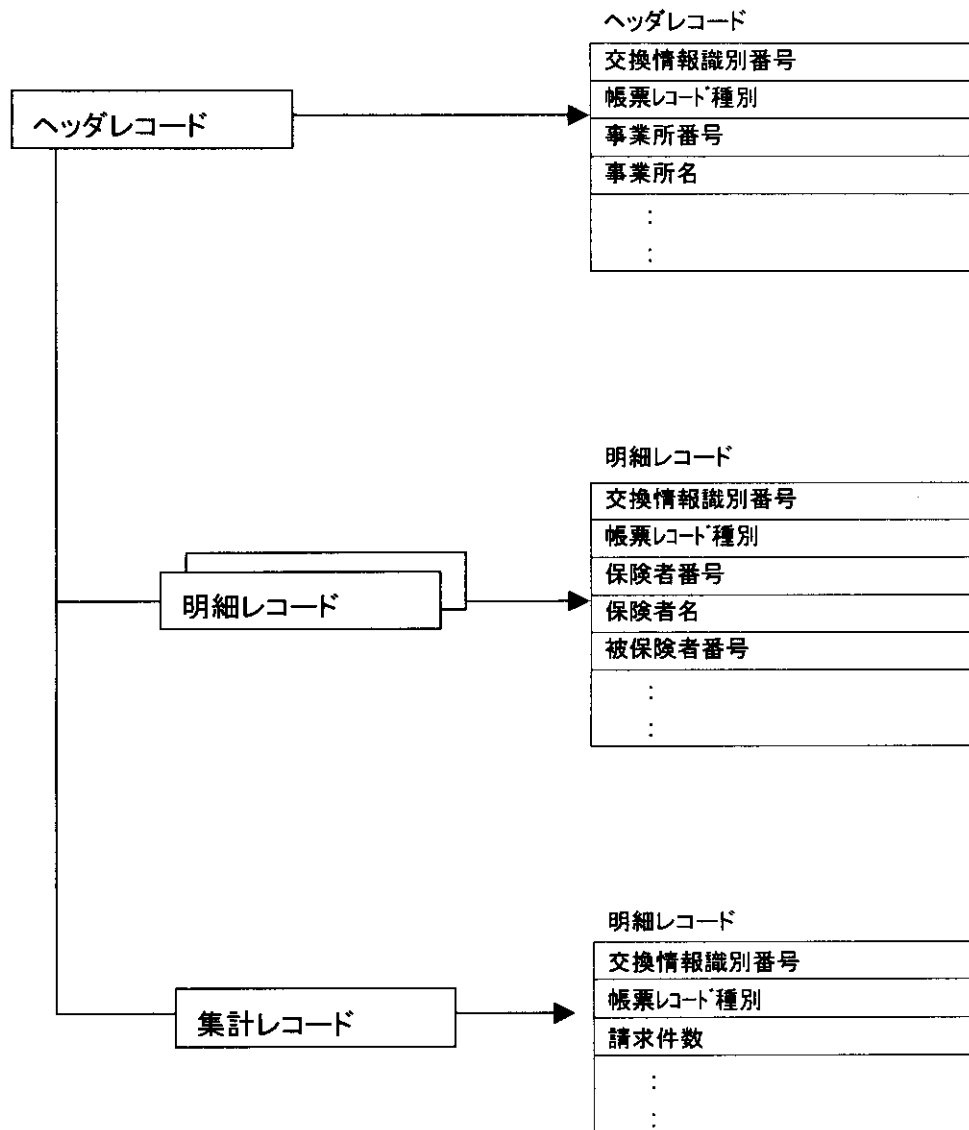 ヘッダレコード
交換情報識別番号
帳票レコード種別
事業所番号
事業所名
:
:
ヘッダレコード
明細レコード
交換情報識別番号
帳票レコード種別
保険者番号
保険者名
被保険者番号
:
:
明細レコード
明細レコード
交換情報識別番号
帳票レコード種別
請求件数
:
:
集計レコード